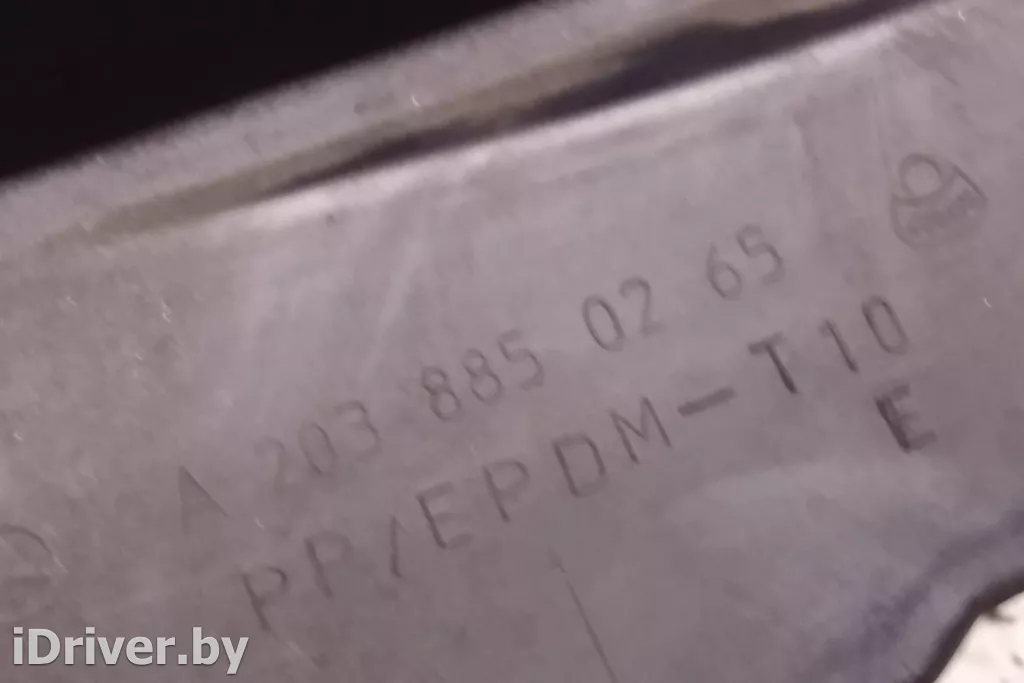 A 203 885 02 65
PP/EPDM-T10
E
iDriver.by